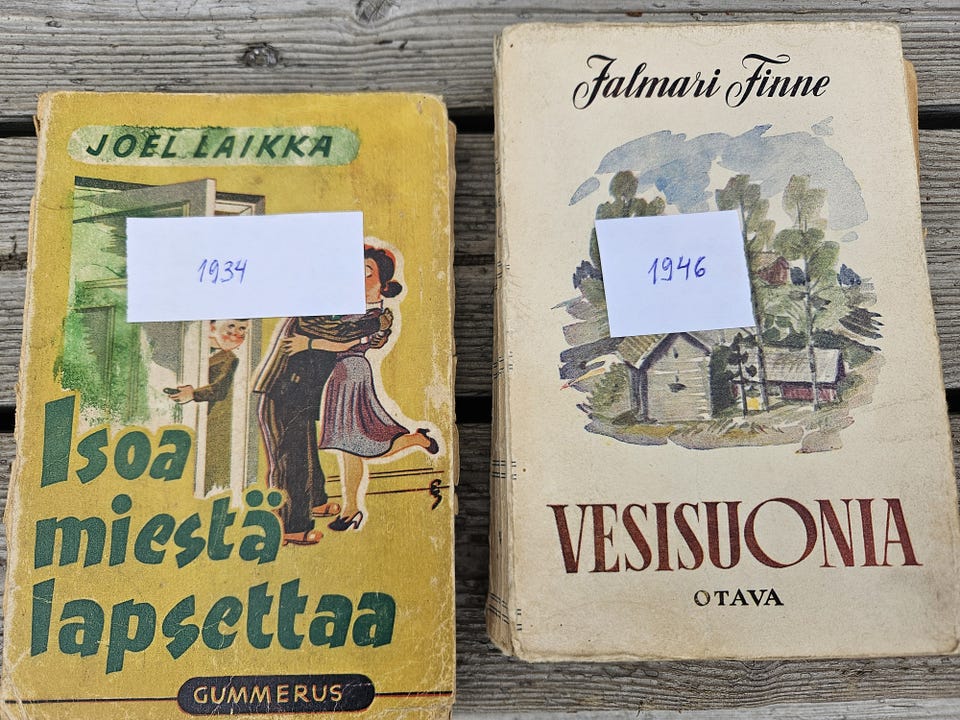 JOEL LAIKKA
1934
Isoa
miestä
lapsettaa
GUMMERUS
Jalmari Finne
1946
VESISUONIA
OTAVA